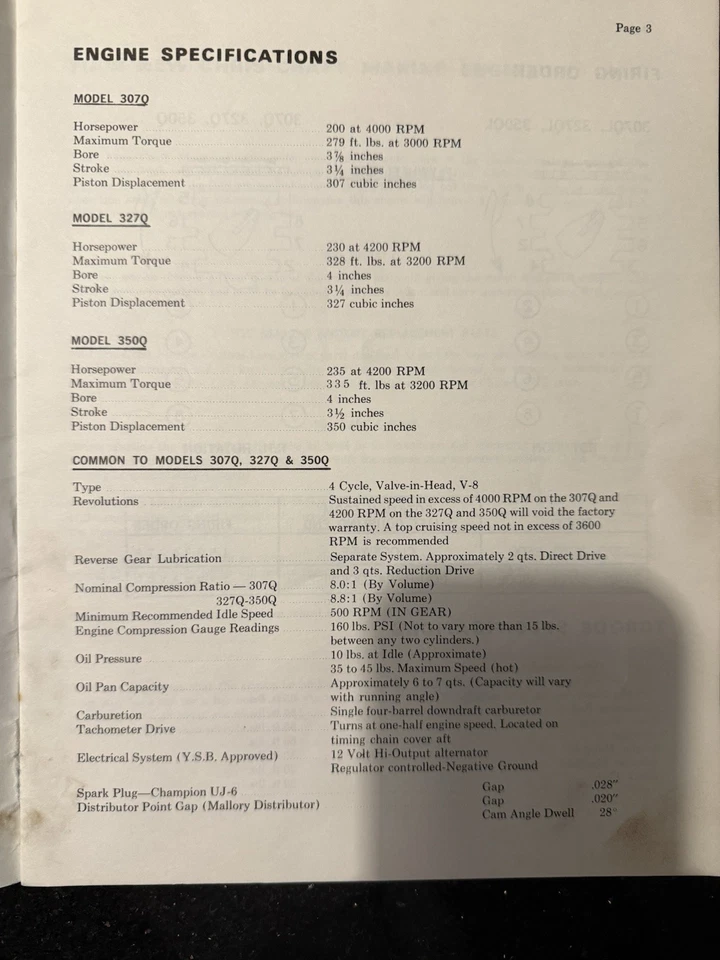 Page 3
ENGINE SPECIFICATIONS
MODEL 307Q
Horsepower 200 at 4000 RPM
Maximum Torque 279 ft. lbs. at 3000 RPM
Bore 3⅞ inches
Stroke 3¼ inches
Piston Displacement 307 cubic inches
MODEL 327Q
Horsepower 230 at 4200 RPM
Maximum Torque 328 ft. lbs. at 3200 RPM
Bore 4 inches
Stroke 3¼ inches
Piston Displacement 327 cubic inches
MODEL 350Q
Horsepower 235 at 4200 RPM
Maximum Torque 335 ft. lbs at 3200 RPM
Bore 4 inches
Stroke 3½ inches
Piston Displacement 350 cubic inches
COMMON TO MODELS 307Q, 327Q & 350Q
Type 4 Cycle, Valve-in-Head, V-8
Revolutions Sustained speed in excess of 4000 RPM on the 307Q and
4200 RPM on the 327Q and 350Q will void the factory
warranty. A top cruising speed not in excess of 3600
RPM is recommended
Reverse Gear Lubrication Separate System. Approximately 2 qts. Direct Drive
and 3 qts. Reduction Drive
Nominal Compression Ratio — 307Q 8.0:1 (By Volume)
327Q-350Q 8.8:1 (By Volume)
Minimum Recommended Idle Speed 500 RPM (IN GEAR)
Engine Compression Gauge Readings 160 lbs. PSI (Not to vary more than 15 lbs.
between any two cylinders.)
Oil Pressure 10 lbs. at Idle (Approximate)
35 to 45 lbs. Maximum Speed (hot)
Oil Pan Capacity Approximately 6 to 7 qts. (Capacity will vary
with running angle)
Carburetion Single four-barrel downdraft carburetor
Tachometer Drive Turns at one-half engine speed. Located on
timing chain cover aft
Electrical System (Y.S.B. Approved) 12 Volt Hi-Output alternator
Regulator controlled-Negative Ground
Spark Plug—Champion UJ-6 Gap .028"
Distributor Point Gap (Mallory Distributor) Gap .020"
Cam Angle Dwell 28°